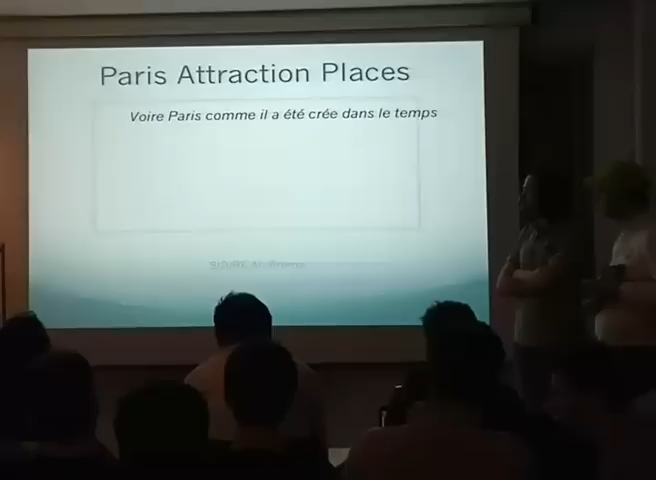 Paris Attraction Places
Voire Paris comme il a été crée dans le temps